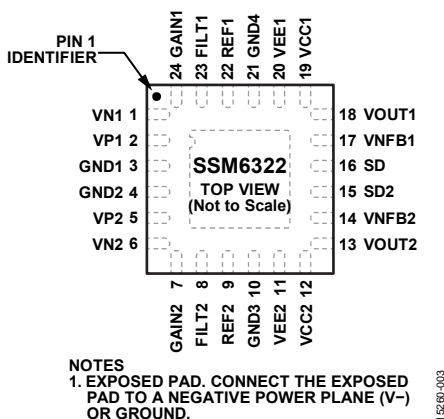 PIN 1
IDENTIFIER
24 GAIN1
23 FILT1
22 REF1
21 GND4
20 VEE1
19 VCC1
VN1 1
VP1 2
GND1 3
GND2 4
VP2 5
VN2 6
SSM6322
TOP VIEW
(Not to Scale)
18 VOUT1
17 VNFB1
16 SD
15 SD2
14 VNFB2
13 VOUT2
GAIN2 7
FILT2 8
REF2 9
GND3 10
VEE2 11
VCC2 12
NOTES
1. EXPOSED PAD. CONNECT THE EXPOSED
PAD TO A NEGATIVE POWER PLANE (V−)
OR GROUND.
15260-003